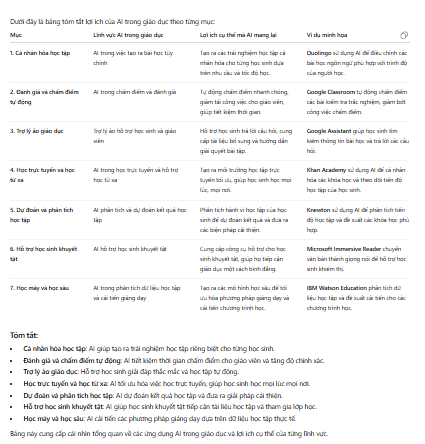 Dưới đây là bảng tóm tắt lợi ích của AI trong giáo dục theo từng mục:
Mục Lĩnh vực AI trong giáo dục Lợi ích cụ thể mà AI mang lại Ví dụ minh họa
1. Cá nhân hóa học tập AI trong việc tạo ra bài học tùy Tạo ra các trải nghiệm học tập cá Duolingo sử dụng AI để điều chỉnh các
chỉnh nhân cho từng học sinh dựa bài học ngôn ngữ phù hợp với trình độ
trên nhu cầu và tốc độ học. của người học.
2. Đánh giá và chấm điểm AI trong chấm điểm và đánh giá Tự động chấm điểm nhanh chóng, Google Classroom tự động chấm điểm
tự động giảm tải công việc cho giáo viên, các bài kiểm tra trắc nghiệm, giảm bớt
giúp tiết kiệm thời gian. công việc chấm điểm.
3. Trợ lý ảo giáo dục Trợ lý ảo hỗ trợ học sinh và giáo Hỗ trợ học sinh trả lời câu hỏi, cung Google Assistant giúp học sinh tìm
viên cấp tài liệu bổ sung và hướng dẫn kiếm thông tin bài học và trả lời các câu
giải quyết bài tập. hỏi.
4. Học trực tuyến và học AI trong học trực tuyến và hỗ trợ Tạo ra môi trường học tập trực Khan Academy sử dụng AI để cá nhân
từ xa học từ xa tuyến tối ưu, giúp học sinh học mọi hóa các khóa học và theo dõi tiến độ
lúc, mọi nơi. học tập của học sinh.
5. Dự đoán và phân tích AI phân tích và dự đoán kết quả học Phân tích hành vi học tập của học Knewton sử dụng AI để phân tích tiến
học tập tập sinh để dự đoán kết quả và đưa ra độ học tập và đề xuất các khóa học phù
các biện pháp cải thiện. hợp.
6. Hỗ trợ học sinh khuyết AI hỗ trợ học sinh khuyết tật Cung cấp công cụ hỗ trợ cho học Microsoft Immersive Reader chuyển
tật sinh khuyết tật, giúp họ tiếp cận văn bản thành giọng nói để hỗ trợ học
giáo dục một cách bình đẳng. sinh khiếm thị.
7. Học máy và học sâu AI trong phân tích dữ liệu học tập Tạo ra các mô hình học sâu để tối IBM Watson Education phân tích dữ
và cải tiến giảng dạy ưu hóa phương pháp giảng dạy và liệu học tập và đề xuất cải tiến cho các
cải tiến chương trình học. chương trình học.
Tóm tắt:
• Cá nhân hóa học tập: AI giúp tạo ra trải nghiệm học tập riêng biệt cho từng học sinh.
• Đánh giá và chấm điểm tự động: AI tiết kiệm thời gian chấm điểm cho giáo viên và tăng độ chính xác.
• Trợ lý ảo giáo dục: Hỗ trợ học sinh giải đáp thắc mắc và học tập tự động.
• Học trực tuyến và học từ xa: AI tối ưu hóa việc học trực tuyến, giúp học sinh học mọi lúc mọi nơi.
• Dự đoán và phân tích học tập: AI dự đoán kết quả học tập và đưa ra giải pháp cải thiện.
• Hỗ trợ học sinh khuyết tật: AI giúp học sinh khuyết tật tiếp cận tài liệu học tập và tham gia lớp học.
• Học máy và học sâu: AI cải tiến các phương pháp giảng dạy dựa trên dữ liệu học tập thực tế.
Bảng này cung cấp cái nhìn tổng quan về các ứng dụng AI trong giáo dục và lợi ích cụ thể của từng lĩnh vực.